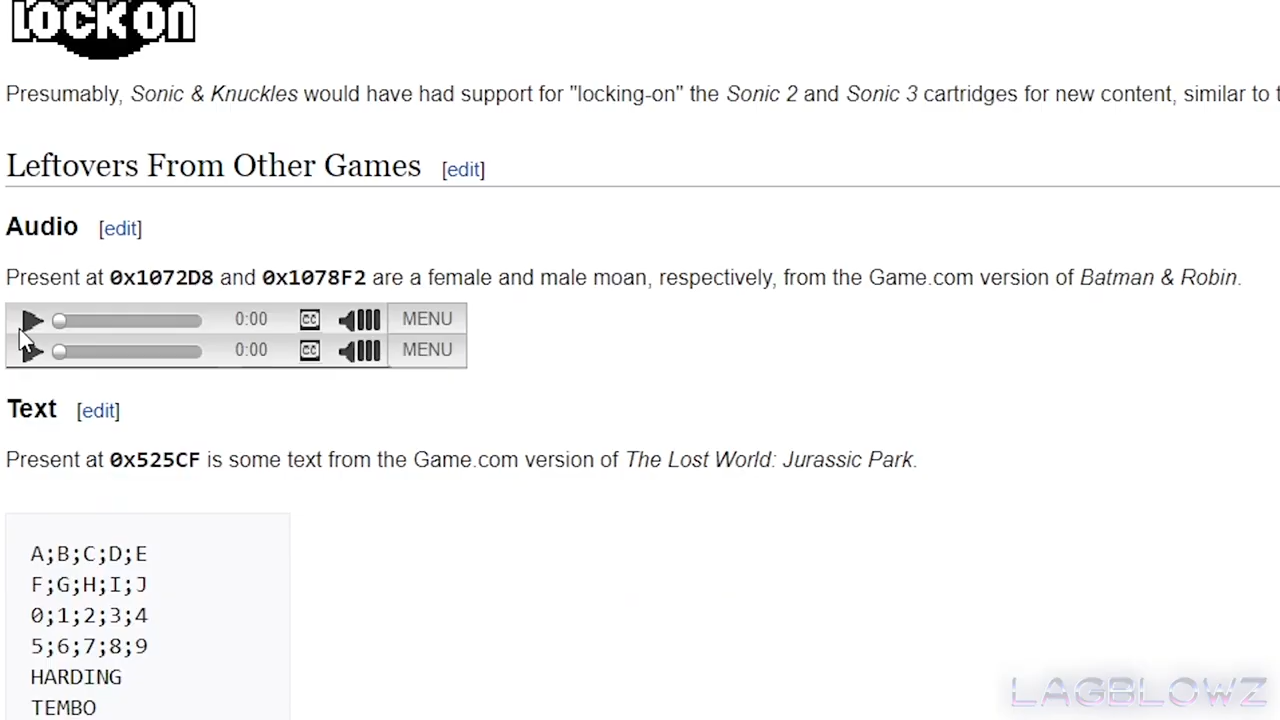 LOCK ON
Presumably, Sonic & Knuckles would have had support for "locking-on" the Sonic 2 and Sonic 3 cartridges for new content, similar to
Leftovers From Other Games [edit]
Audio [edit]
Present at 0x1072D8 and 0x1078F2 are a female and male moan, respectively, from the Game.com version of Batman & Robin.
0:00 CC MENU
0:00 CC MENU
Text [edit]
Present at 0x525CF is some text from the Game.com version of The Lost World: Jurassic Park.
A;B;C;D;E
F;G;H;I;J
0;1;2;3;4
5;6;7;8;9
HARDING
TEMBO
LAGBLOWZ